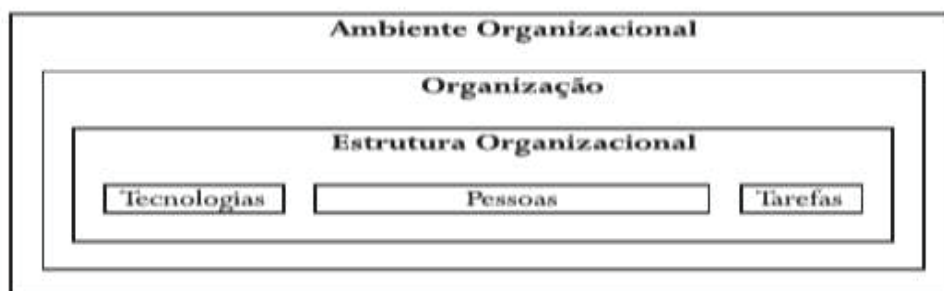 Ambiente Organizacional
Organização
Estrutura Organizacional
Tecnologias Pessoas Tarefas